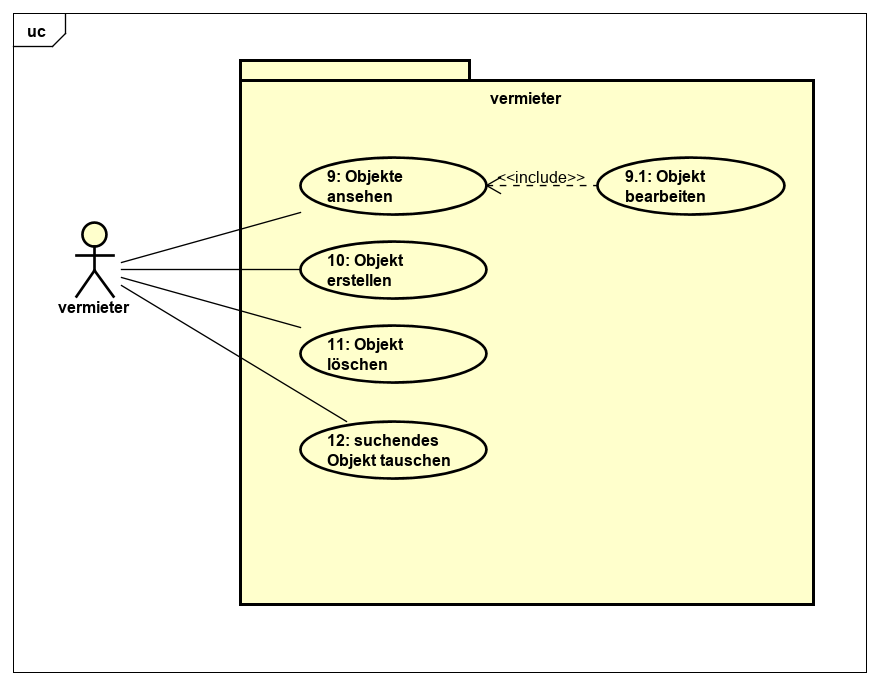 uc
vermieter
9: Objekte
ansehen
<<include>>
9.1: Objekt
bearbeiten
10: Objekt
erstellen
vermieter
11: Objekt
löschen
12: suchendes
Objekt tauschen